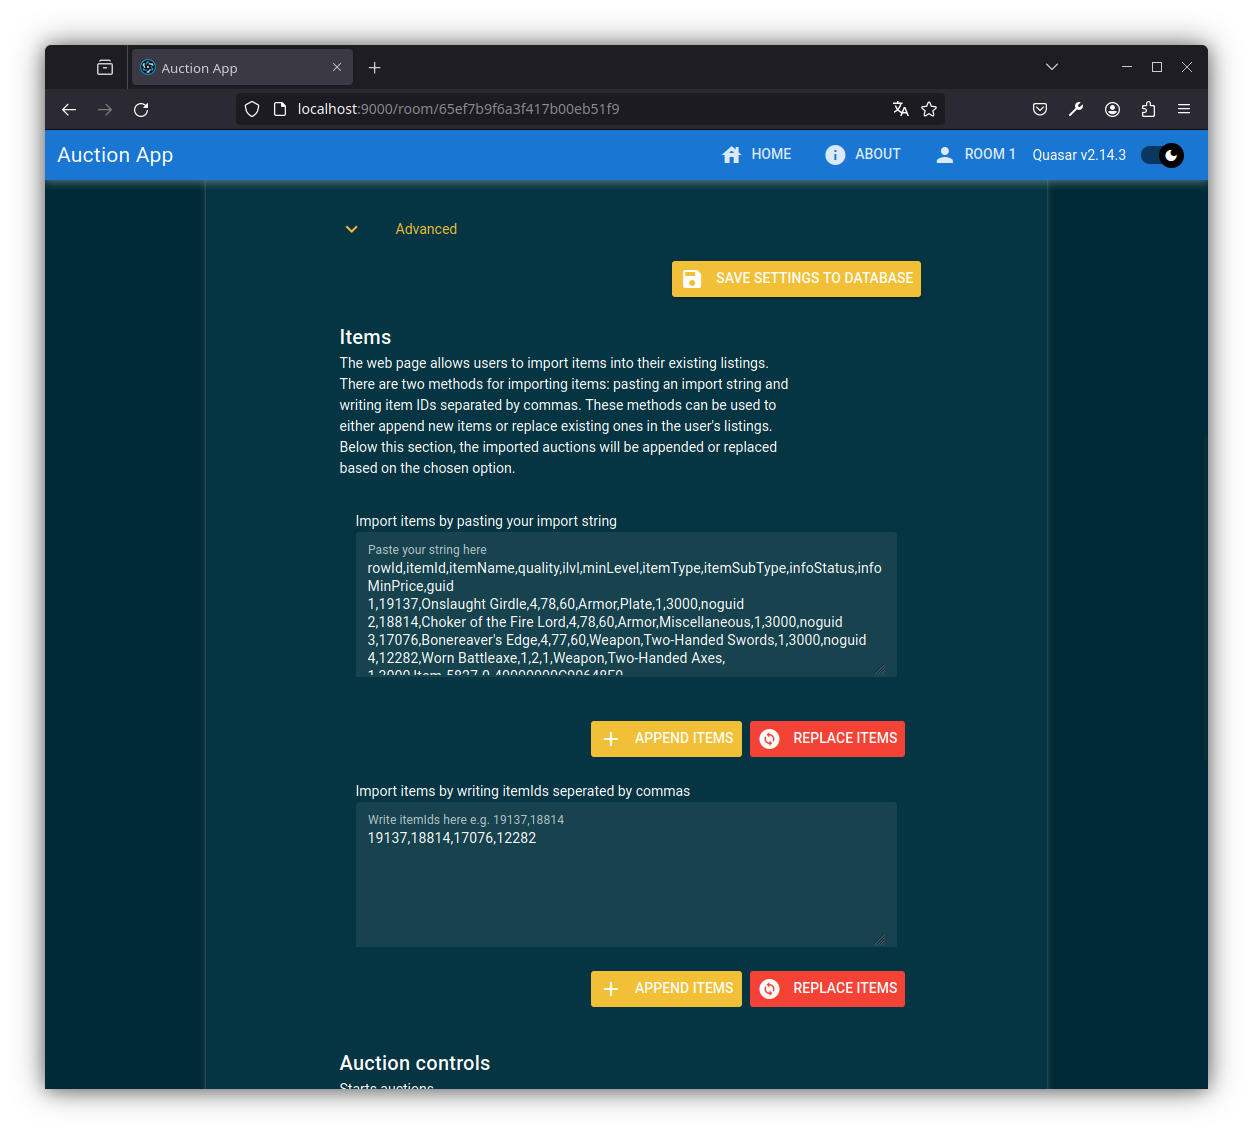 Auction App
localhost:9000/room/65ef7b9f6a3f417b00eb51f9
Auction App
HOME
ABOUT
ROOM 1
Quasar v2.14.3
Advanced
SAVE SETTINGS TO DATABASE
Items
The web page allows users to import items into their existing listings.
There are two methods for importing items: pasting an import string and
writing item IDs separated by commas. These methods can be used to
either append new items or replace existing ones in the user's listings.
Below this section, the imported auctions will be appended or replaced
based on the chosen option.
Import items by pasting your import string
Paste your string here
rowId,itemId,itemName,quality,ilvl,minLevel,itemType,itemSubType,infoStatus,info
MinPrice,guid
1,19137,Onslaught Girdle,4,78,60,Armor,Plate,1,3000,noguid
2,18814,Choker of the Fire Lord,4,78,60,Armor,Miscellaneous,1,3000,noguid
3,17076,Bonereaver's Edge,4,77,60,Weapon,Two-Handed Swords,1,3000,noguid
4,12282,Worn Battleaxe,1,2,1,Weapon,Two-Handed Axes,
APPEND ITEMS
REPLACE ITEMS
Import items by writing itemIds seperated by commas
Write itemIds here e.g. 19137,18814
19137,18814,17076,12282
APPEND ITEMS
REPLACE ITEMS
Auction controls
Starts auctions